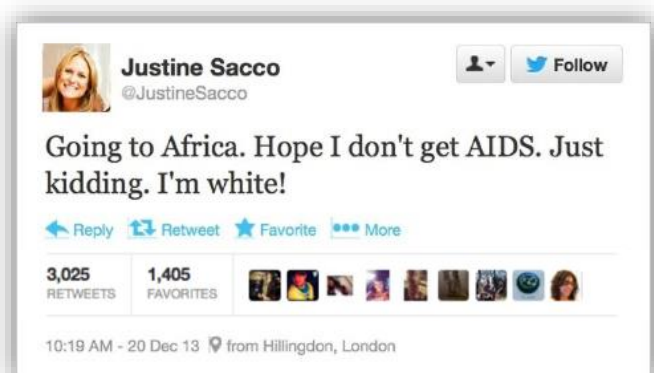 Justine Sacco
@JustineSacco
Follow
Going to Africa. Hope I don't get AIDS. Just
kidding. I'm white!
Reply Retweet Favorite More
3,025 1,405
RETWEETS FAVORITES
10:19 AM - 20 Dec 13 from Hillingdon, London